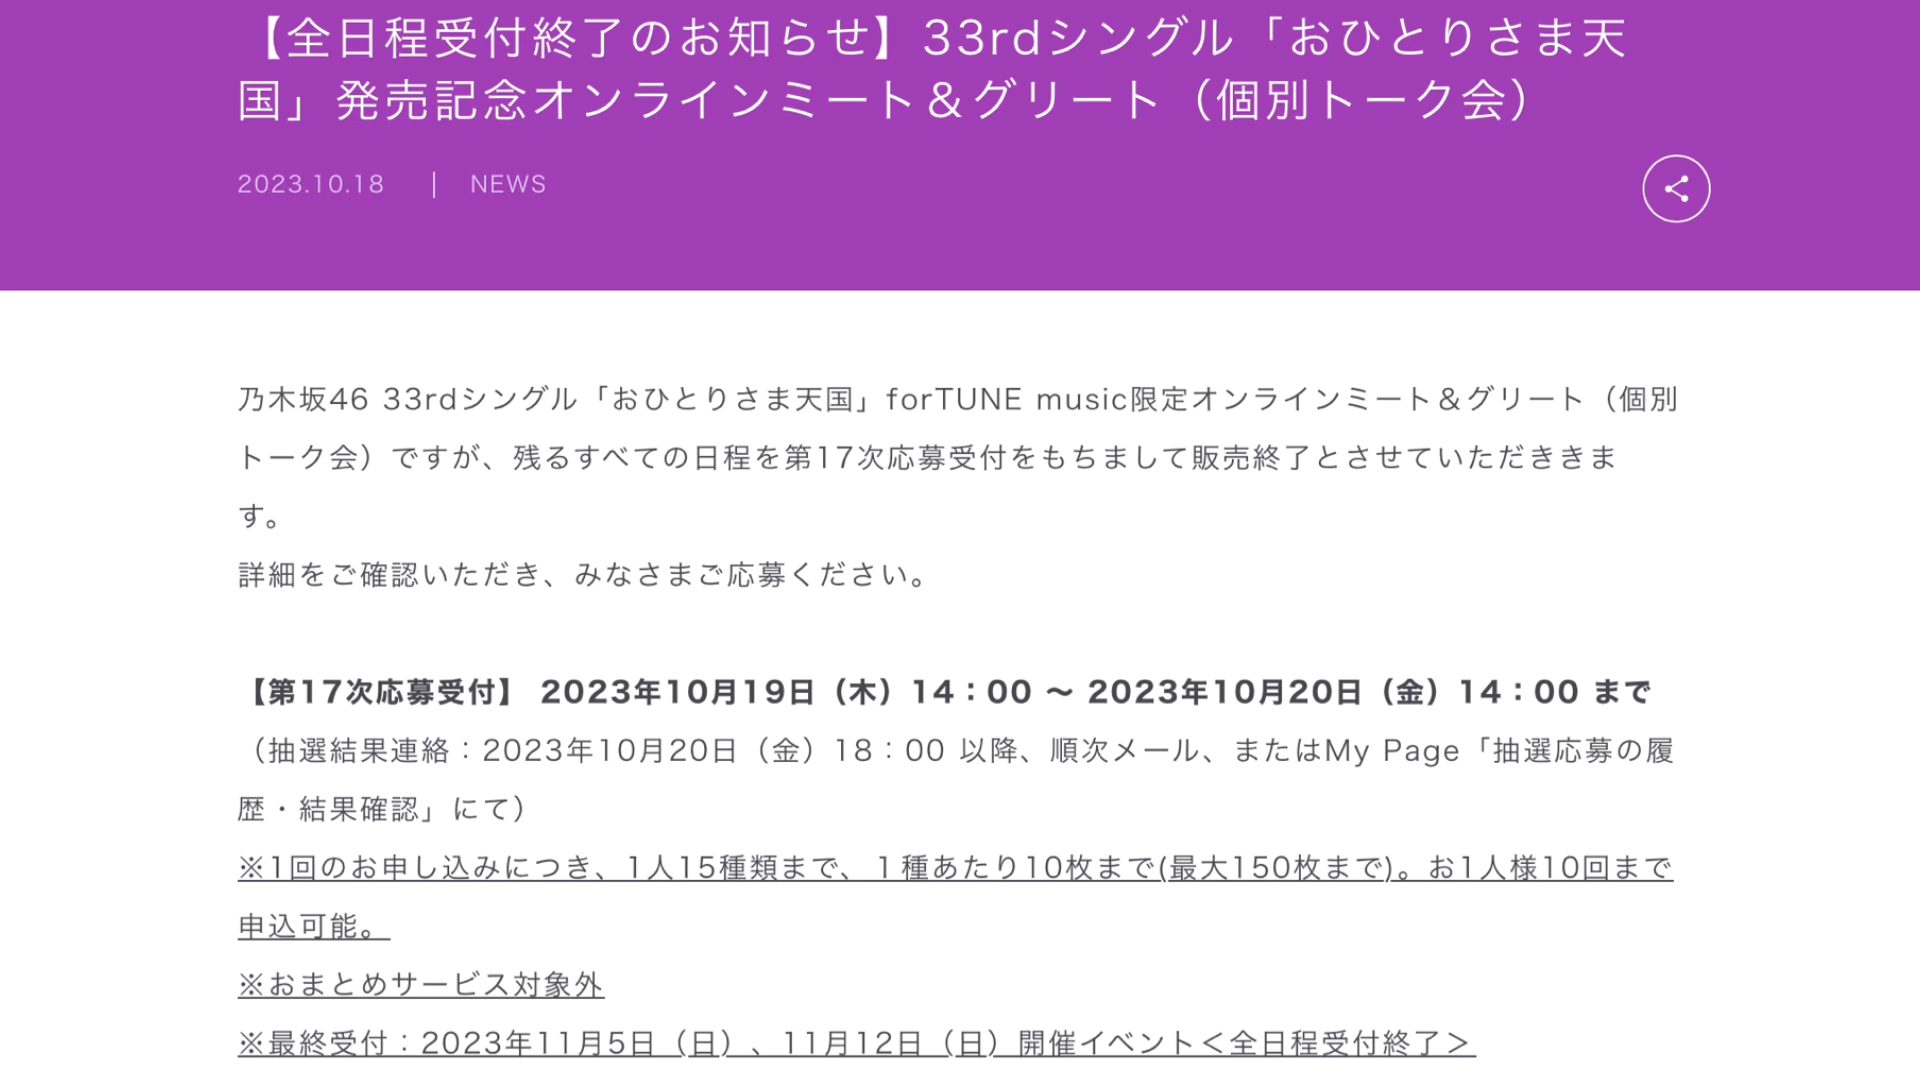 【全日程受付終了のお知らせ】33rdシングル「おひとりさま天
国」発売記念オンラインミート＆グリート（個別トーク会）
2023.10.18 | NEWS
乃木坂46 33rdシングル「おひとりさま天国」forTUNE music限定オンラインミート＆グリート（個別
トーク会）ですが、残るすべての日程を第17次応募受付をもちまして販売終了とさせていただききま
す。
詳細をご確認いただき、みなさまご応募ください。
【第17次応募受付】 2023年10月19日（木）14：00 ～ 2023年10月20日（金）14：00 まで
（抽選結果連絡：2023年10月20日（金）18：00 以降、順次メール、またはMy Page「抽選応募の履
歴・結果確認」にて）
※1回のお申し込みにつき、1人15種類まで、１種あたり10枚まで(最大150枚まで)。お1人様10回まで
申込可能。
※おまとめサービス対象外
※最終受付：2023年11月5日（日）、11月12日（日）開催イベント＜全日程受付終了＞